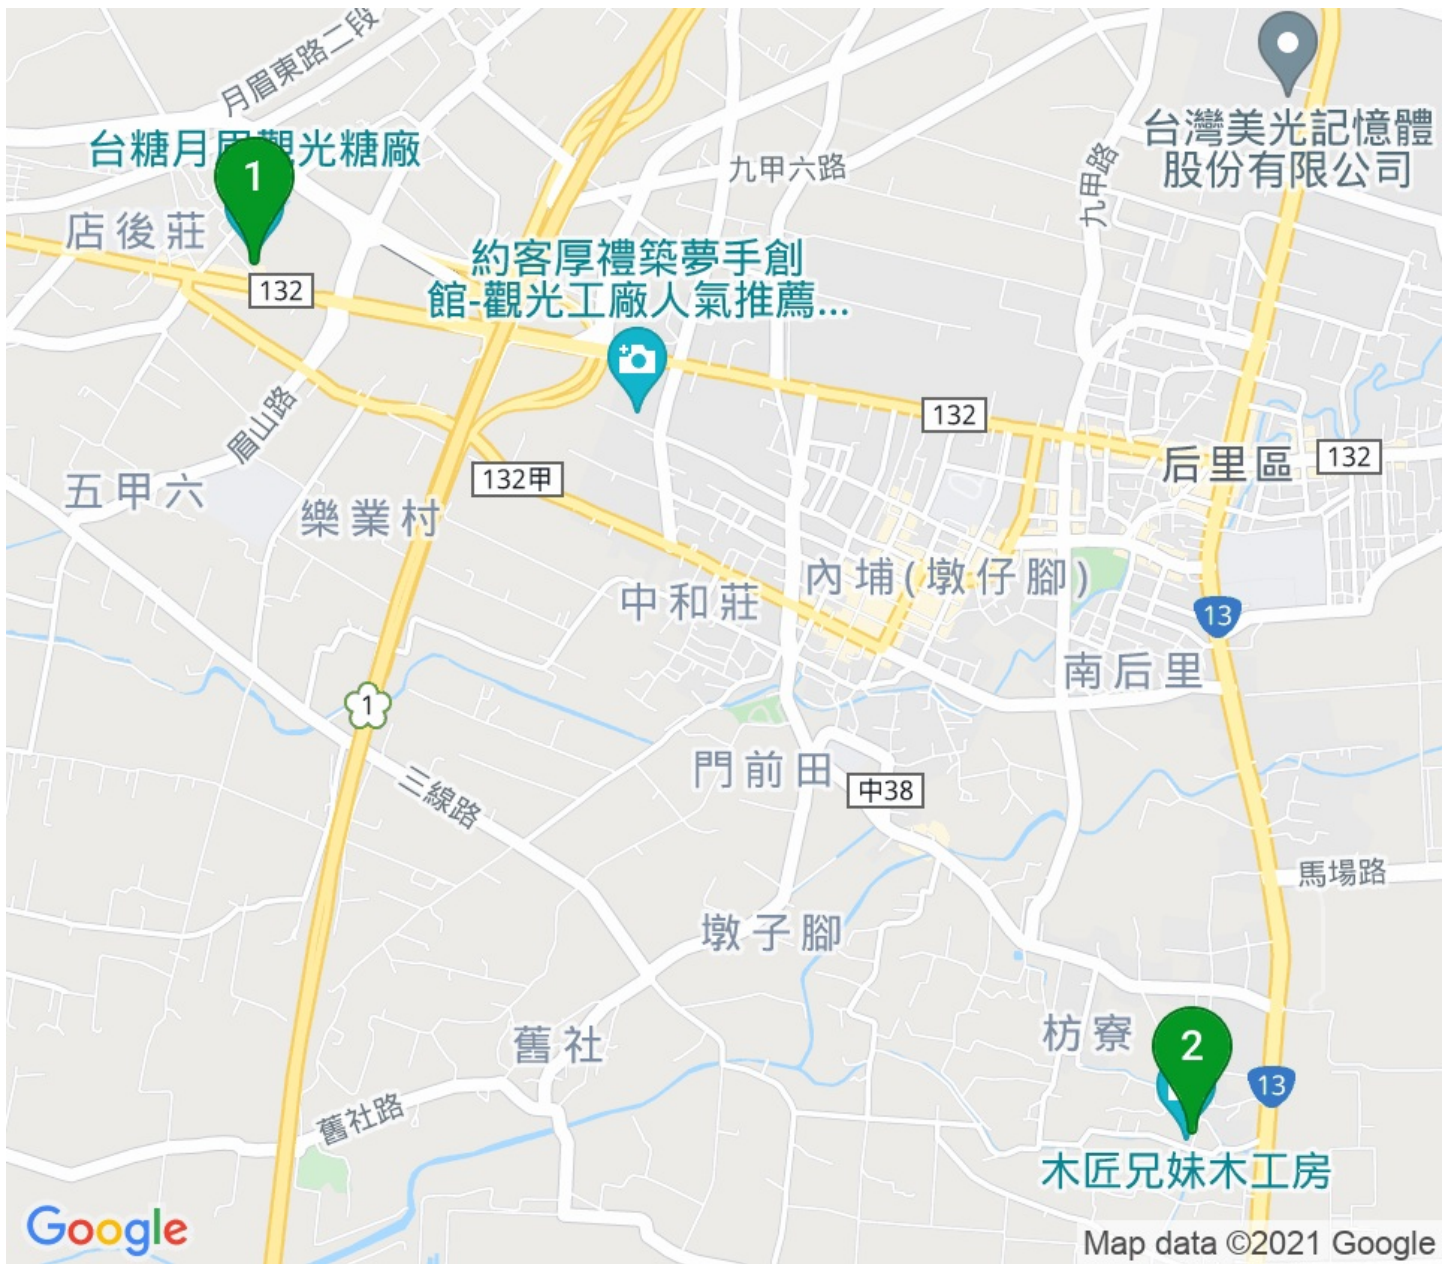 月眉東路二段
台灣美光記憶體
股份有限公司
台糖月眉觀光糖廠
1
九甲六路
九甲路
店後莊
132
約客厚禮築夢手創
館-觀光工廠人氣推薦...
132
眉山路
后里區
132
五甲六
132甲
樂業村
內埔(墩仔腳)
中和莊
13
南后里
1
門前田
三線路
中38
馬場路
墩子腳
枋寮
舊社
2
13
舊社路
木匠兄妹木工房
Google
Map data ©2021 Google